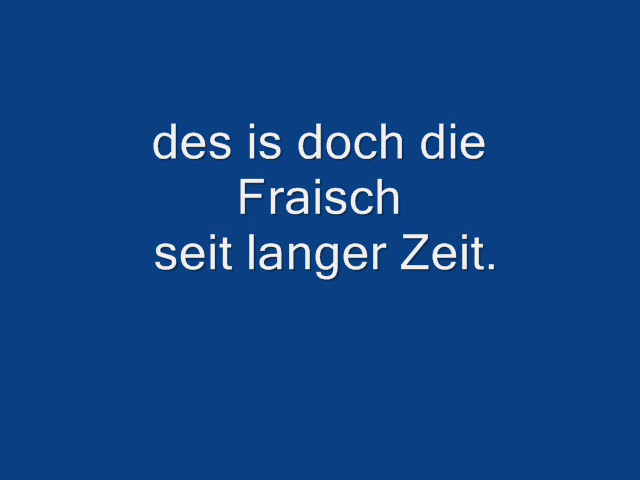 des is doch die
Fraisch
seit langer Zeit.